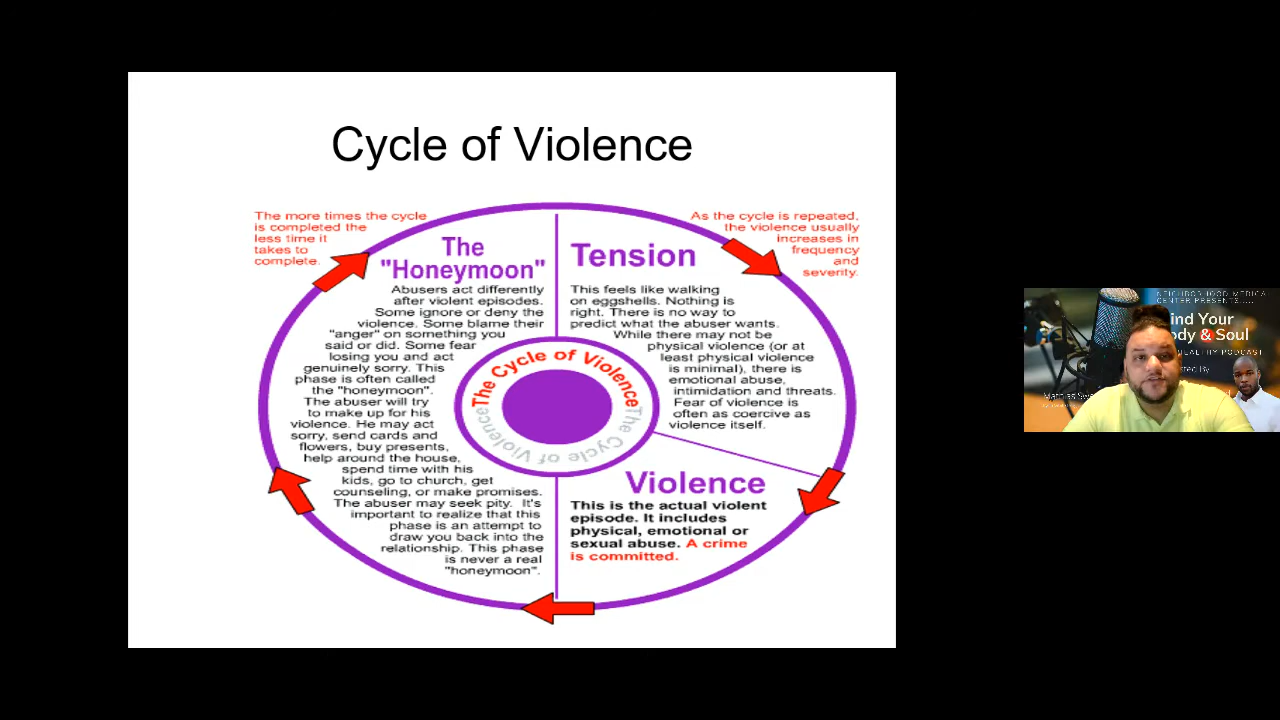 Cycle of Violence
The more times the cycle
is completed the
less time it
takes to
complete.
As the cycle is repeated,
the violence usually
increases in
frequency
and
severity.
The
"Honeymoon"
Abusers act differently
after violent episodes.
Some ignore or deny the
violence. Some blame their
"anger" on something you
said or did. Some fear
losing you and act
genuinely sorry. This
phase is often called
the "honeymoon".
The abuser will try
to make up for his
violence. He may act
sorry, send cards and
flowers, buy presents,
help around the house,
spend time with his
kids, go to church, get
counseling, or make promises.
The abuser may seek pity. It's
important to realize that this
phase is an attempt to
draw you back into the
relationship. This phase
is never a real
"honeymoon".
Tension
This feels like walking
on eggshells. Nothing is
right. There is no way to
predict what the abuser wants.
While there may not be
physical violence (or at
least physical violence
is minimal), there is
emotional abuse,
intimidation and threats.
Fear of violence is
often as coercive as
violence itself.
The Cycle of Violence
The Cycle of Violence
Violence
This is the actual violent
episode. It includes
physical, emotional or
sexual abuse. A crime
is committed.
NEIGHBORHOOD MEDICA
CENTER PRESENTS....
ind Your
ody & Soul
HEALTHY PODCAST
sted By